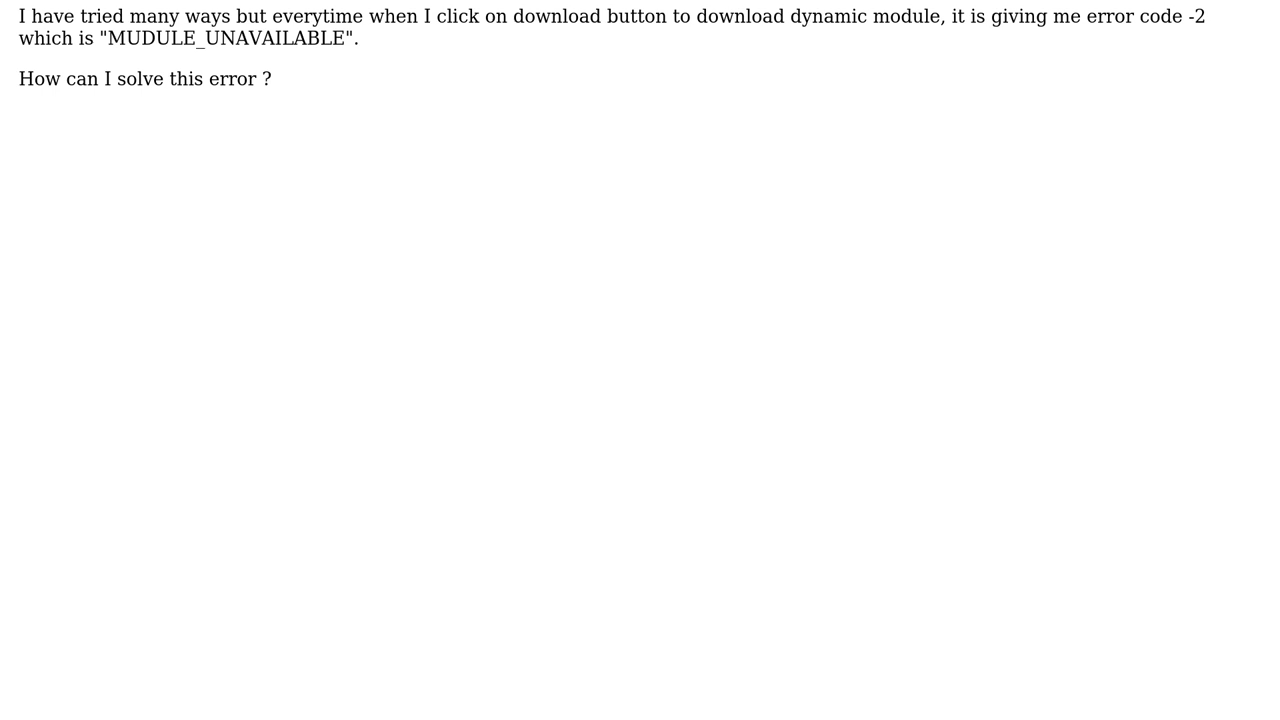 I have tried many ways but everytime when I click on download button to download dynamic module, it is giving me error code -2
which is "MUDULE_UNAVAILABLE".
How can I solve this error ?